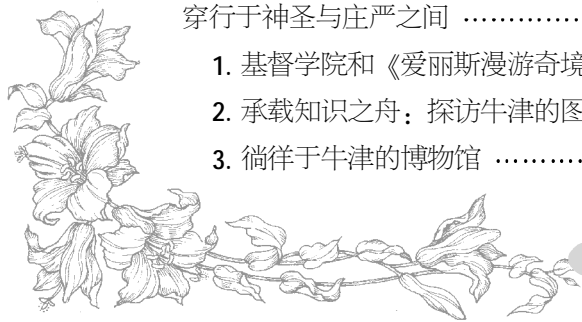 穿行于神圣与庄严之间 ……………
1. 基督学院和《爱丽斯漫游奇境
2. 承载知识之舟：探访牛津的图
3. 徜徉于牛津的博物馆 …………